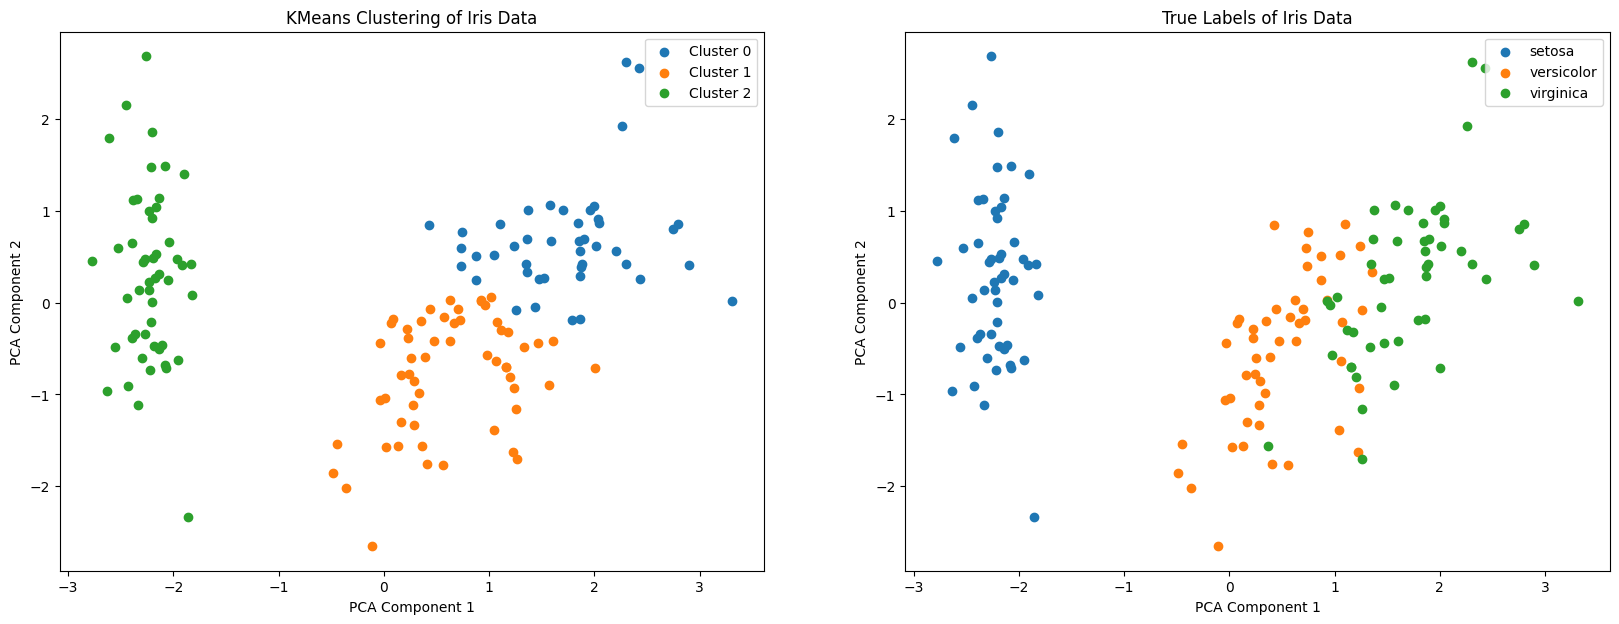 KMeans Clustering of Iris Data
Cluster 0
Cluster 1
Cluster 2
2
1
0
−1
−2
PCA Component 2
−3
−2
−1
0
1
2
3
PCA Component 1
True Labels of Iris Data
setosa
versicolor
virginica
2
1
0
−1
−2
PCA Component 2
−3
−2
−1
0
1
2
3
PCA Component 1